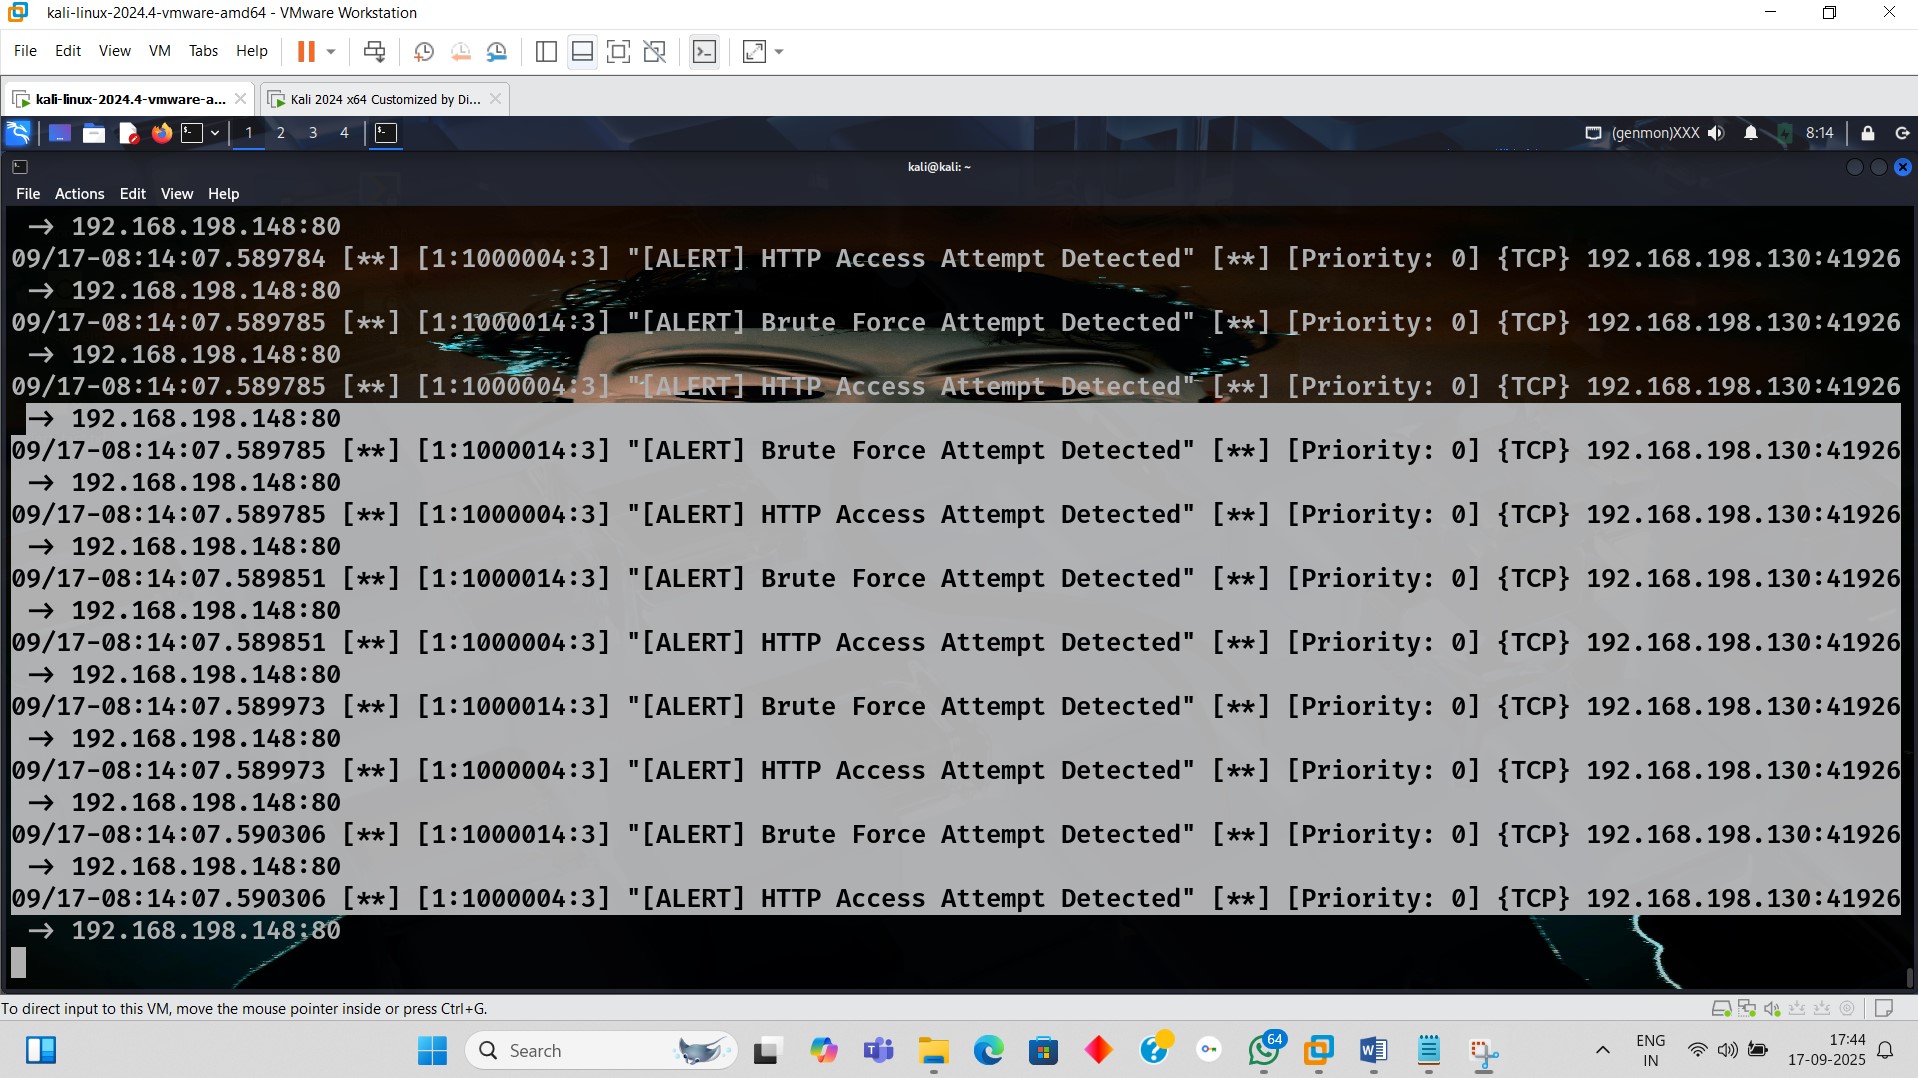 kali-linux-2024.4-vmware-amd64 - VMware Workstation
File Edit View VM Tabs Help
kali-linux-2024.4-vmware-a... Kali 2024 x64 Customized by Di...
1 2 3 4 (genmon)XXX 8:14
kali@kali: ~
File Actions Edit View Help
→ 192.168.198.148:80
09/17-08:14:07.589784 [**] [1:1000004:3] "[ALERT] HTTP Access Attempt Detected" [**] [Priority: 0] {TCP} 192.168.198.130:41926
→ 192.168.198.148:80
09/17-08:14:07.589785 [**] [1:1000014:3] "[ALERT] Brute Force Attempt Detected" [**] [Priority: 0] {TCP} 192.168.198.130:41926
→ 192.168.198.148:80
09/17-08:14:07.589785 [**] [1:1000004:3] "[ALERT] HTTP Access Attempt Detected" [**] [Priority: 0] {TCP} 192.168.198.130:41926
→ 192.168.198.148:80
09/17-08:14:07.589785 [**] [1:1000014:3] "[ALERT] Brute Force Attempt Detected" [**] [Priority: 0] {TCP} 192.168.198.130:41926
→ 192.168.198.148:80
09/17-08:14:07.589785 [**] [1:1000004:3] "[ALERT] HTTP Access Attempt Detected" [**] [Priority: 0] {TCP} 192.168.198.130:41926
→ 192.168.198.148:80
09/17-08:14:07.589851 [**] [1:1000014:3] "[ALERT] Brute Force Attempt Detected" [**] [Priority: 0] {TCP} 192.168.198.130:41926
→ 192.168.198.148:80
09/17-08:14:07.589851 [**] [1:1000004:3] "[ALERT] HTTP Access Attempt Detected" [**] [Priority: 0] {TCP} 192.168.198.130:41926
→ 192.168.198.148:80
09/17-08:14:07.589973 [**] [1:1000014:3] "[ALERT] Brute Force Attempt Detected" [**] [Priority: 0] {TCP} 192.168.198.130:41926
→ 192.168.198.148:80
09/17-08:14:07.589973 [**] [1:1000004:3] "[ALERT] HTTP Access Attempt Detected" [**] [Priority: 0] {TCP} 192.168.198.130:41926
→ 192.168.198.148:80
09/17-08:14:07.590306 [**] [1:1000014:3] "[ALERT] Brute Force Attempt Detected" [**] [Priority: 0] {TCP} 192.168.198.130:41926
→ 192.168.198.148:80
09/17-08:14:07.590306 [**] [1:1000004:3] "[ALERT] HTTP Access Attempt Detected" [**] [Priority: 0] {TCP} 192.168.198.130:41926
→ 192.168.198.148:80
To direct input to this VM, move the mouse pointer inside or press Ctrl+G.
Search 64 ENG 17:44
IN 17-09-2025